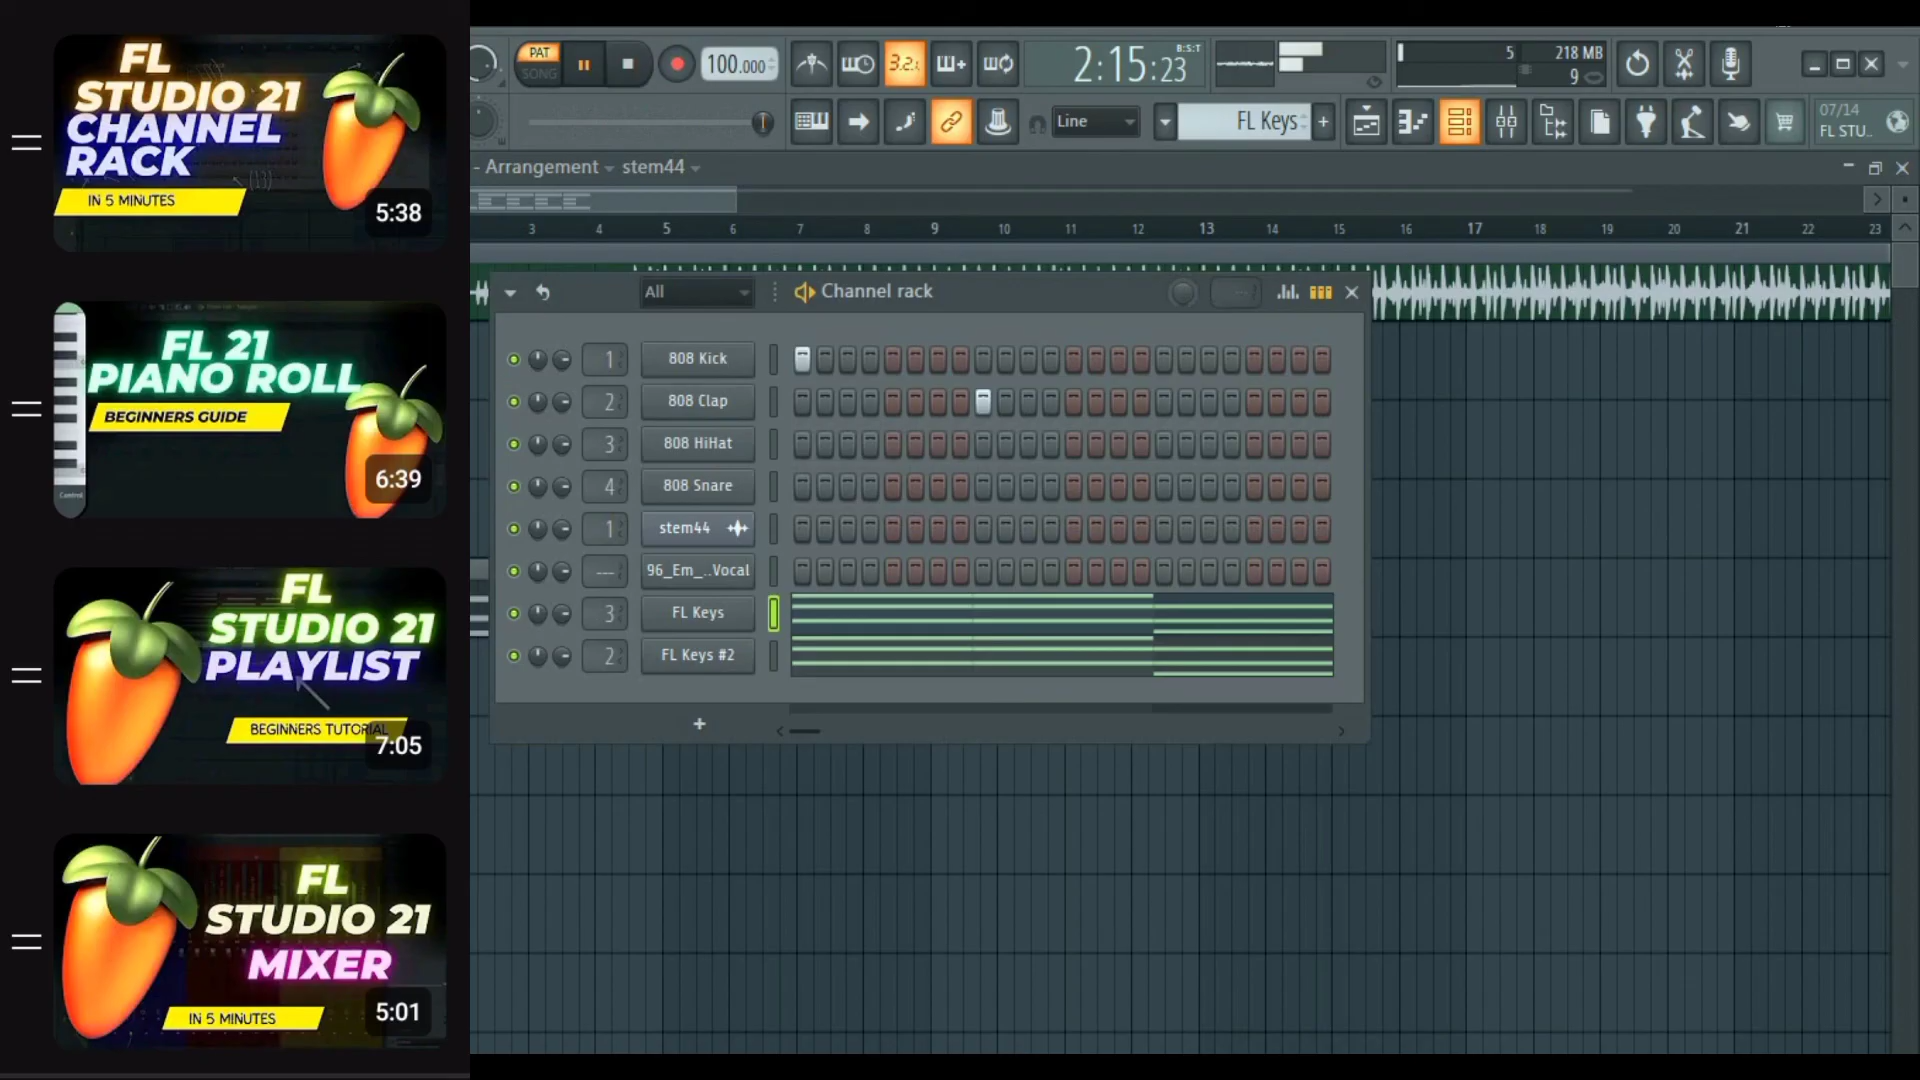 FL
STUDIO 21
CHANNEL
RACK
IN 5 MINUTES
5:38
FL 21
PIANO ROLL
BEGINNERS GUIDE
Control
6:39
FL
STUDIO 21
PLAYLIST
BEGINNERS TUTORIAL
7:05
FL
STUDIO 21
MIXER
IN 5 MINUTES
5:01
PAT
SONG
100.000
3.2.
2:15:23
B:S:T
5
218 MB
9
Line
FL Keys
+
07/14
FL STU..
- Arrangement
stem44
3 4 5 6 7 8 9 10 11 12 13 14 15 16 17 18 19 20 21 22 23
All
Channel rack
1 808 Kick
2 808 Clap
3 808 HiHat
4 808 Snare
1 stem44
--- 96_Em_..Vocal
3 FL Keys
2 FL Keys #2
+